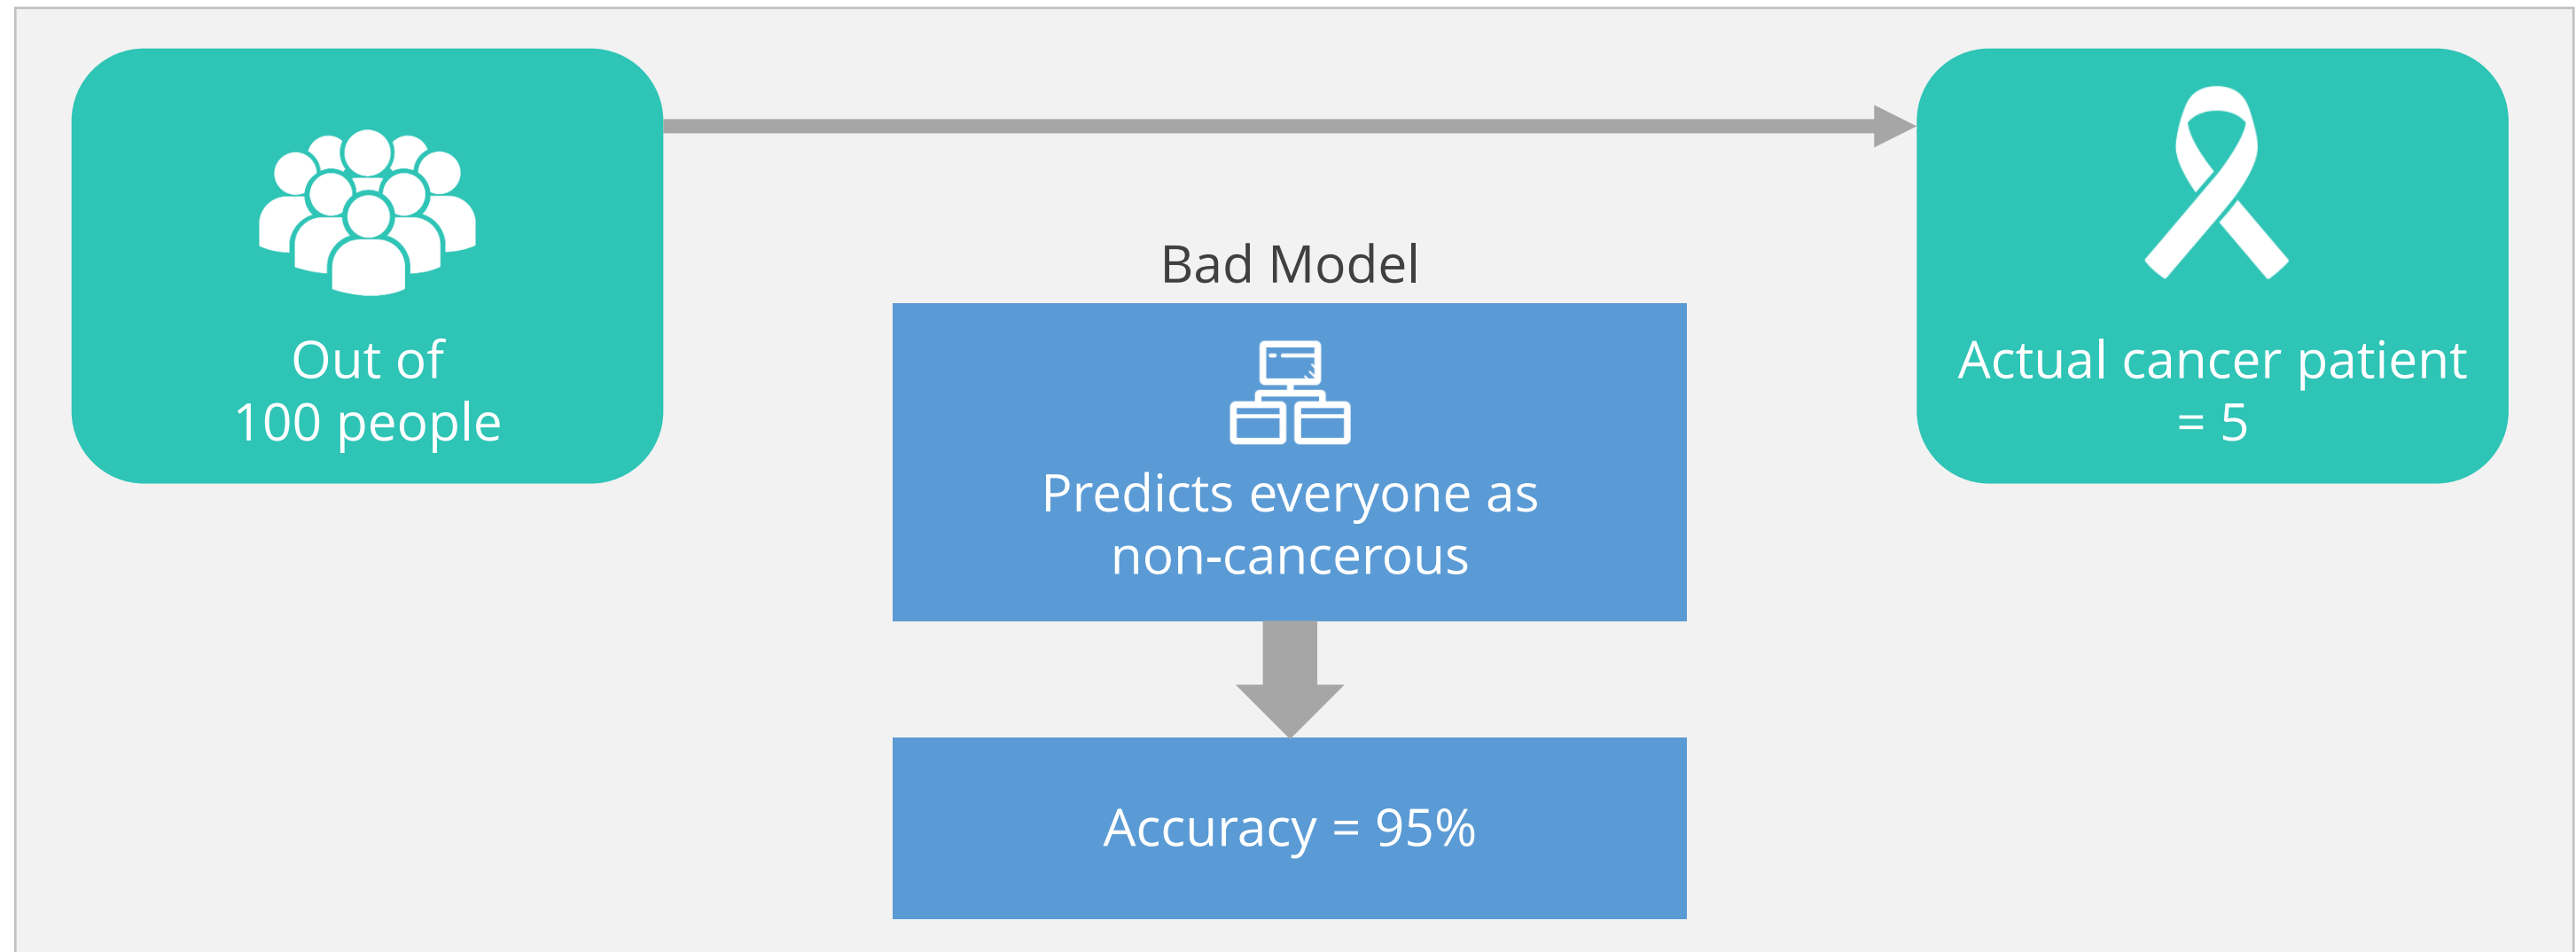 Out of
100 people
Bad Model
Predicts everyone as
non-cancerous
Accuracy = 95%
Actual cancer patient
= 5